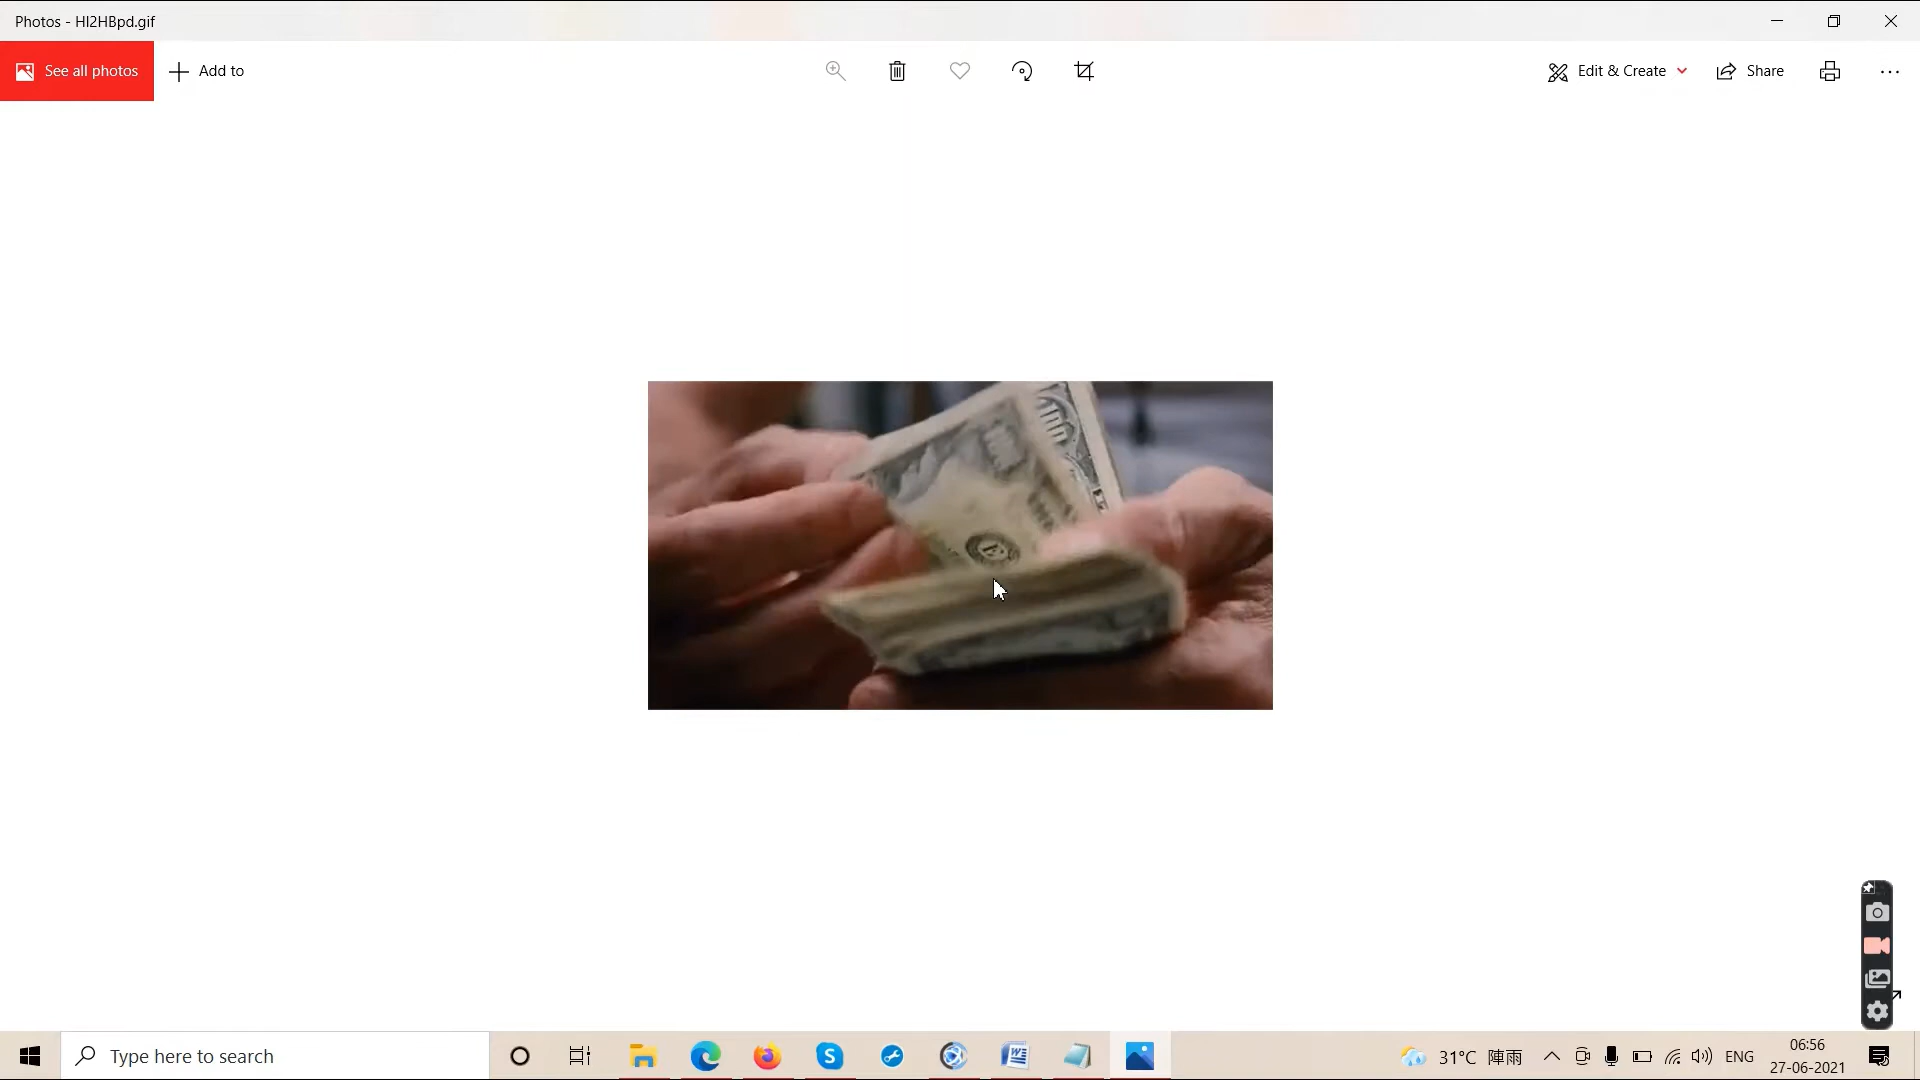 Photos - HI2HBpd.gif
See all photos
Add to
Edit & Create
Share
Type here to search
31°C 陣雨
ENG
06:56
27-06-2021